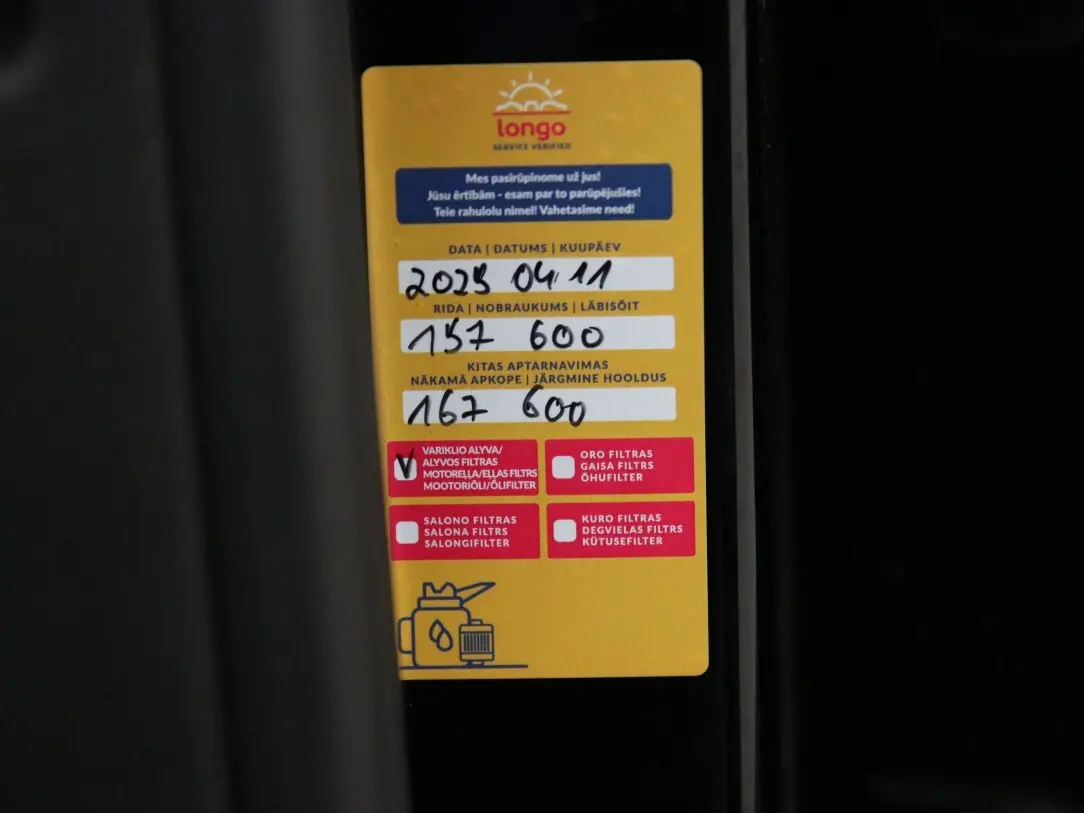 longo
SERVICE VERIFIED
Mes pasirūpinome už jus!
Jūsu ērtībām - esam par to parūpējušies!
Teie rahulolu nimel! Vahetasime need!
DATA | DATUMS | KUUPÄEV
2025 04 11
RIDA | NOBRAUKUMS | LÄBISÕIT
157 600
KITAS APTARNAVIMAS
NĀKAMĀ APKOPE | JÄRGMINE HOOLDUS
167 600
V
VARIKLIO ALYVA/
ALYVOS FILTRAS
MOTOREĻĻA/EĻĻAS FILTRS
MOOTORIÕLI/ÕLIFILTER
ORO FILTRAS
GAISA FILTRS
ÕHUFILTER
SALONO FILTRAS
SALONA FILTRS
SALONGIFILTER
KURO FILTRAS
DEGVIELAS FILTRS
KÜTUSEFILTER